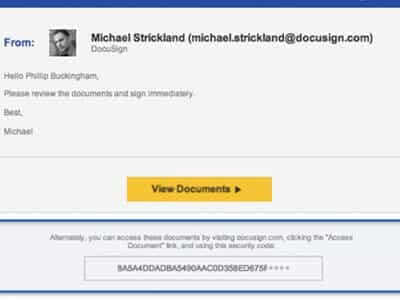 From:
Michael Strickland (michael.strickland@docusign.com)
DocuSign
Hello Phillip Buckingham,
Please review the documents and sign immediately.
Best,
Michael
View Documents
Alternately, you can access these documents by visiting docusign.com, clicking the "Access
Document" link, and using this security code:
8A5A4DDADBA5490AAC0D358ED675F++++